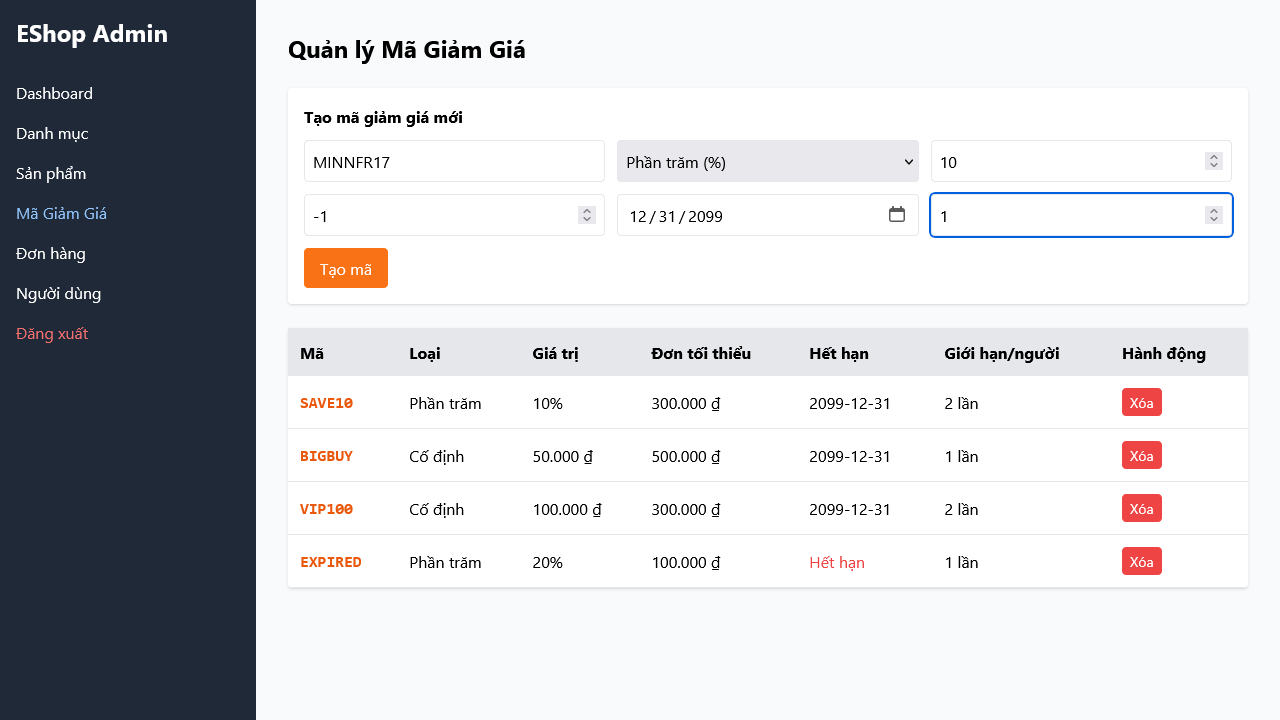 EShop Admin
Dashboard
Danh mục
Sản phẩm
Mã Giảm Giá
Đơn hàng
Người dùng
Đăng xuất
Quản lý Mã Giảm Giá
Tạo mã giảm giá mới
MINNFR17 Phần trăm (%) 10
-1 12/31/2099 1
Tạo mã
Mã Loại Giá trị Đơn tối thiểu Hết hạn Giới hạn/người Hành động
SAVE10 Phần trăm 10% 300.000 ₫ 2099-12-31 2 lần Xóa
BIGBUY Cố định 50.000 ₫ 500.000 ₫ 2099-12-31 1 lần Xóa
VIP100 Cố định 100.000 ₫ 300.000 ₫ 2099-12-31 2 lần Xóa
EXPIRED Phần trăm 20% 100.000 ₫ Hết hạn 1 lần Xóa